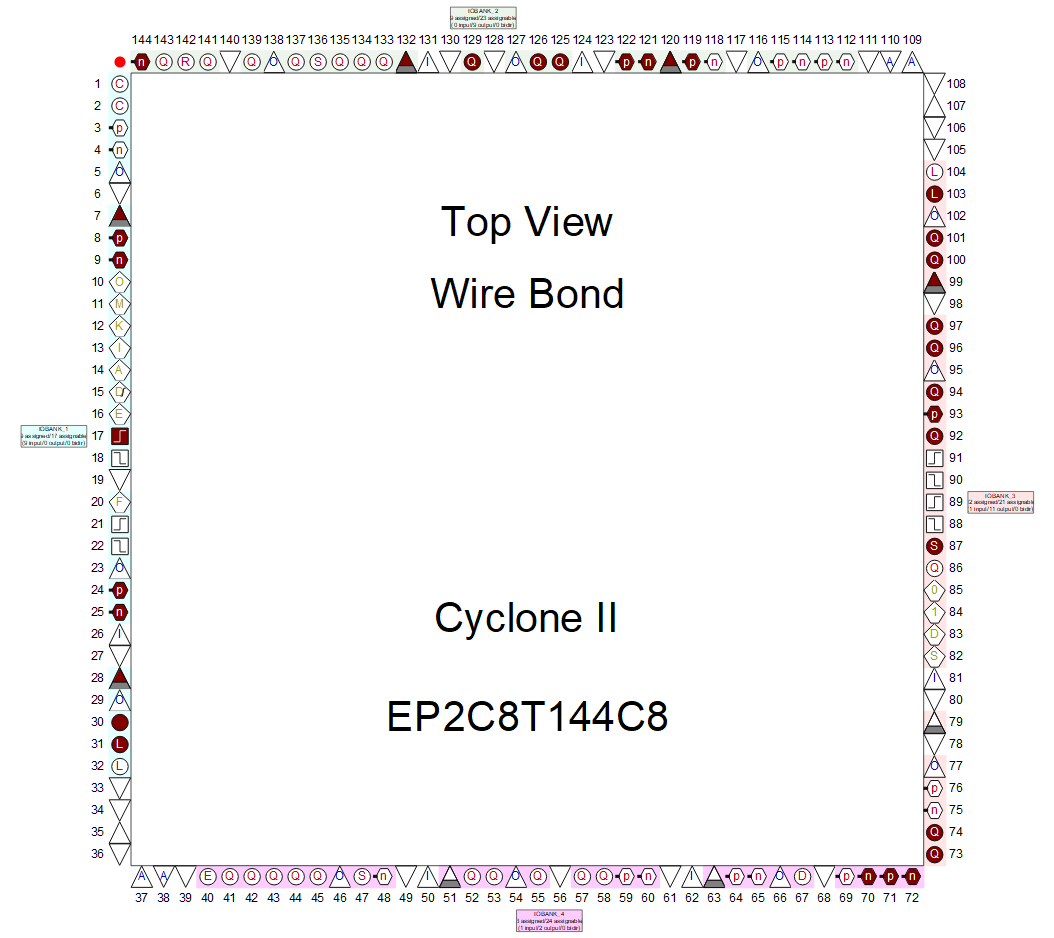 IOBANK_2
9 assigned/23 assignable
( 0 input/9 output/0 bidir)
144 143 142 141 140 139 138 137 136 135 134 133 132 131 130 129 128 127 126 125 124 123 122 121 120 119 118 117 116 115 114 113 112 111 110 109
n Q R Q Q O Q S Q Q Q I Q O Q Q I p n p n O p n p n A A
1 C
2 C
3 p
4 n
5 O
6
7
8 p
9 n
10 O
11 M
12 K
13 I
14 A
15 D
16 E
17
18
19
20 F
21
22
23 O
24 p
25 n
26 I
27
28
29 O
30
31 L
32 L
33
34
35
36
IOBANK_1
9 assigned/17 assignable
(9 input/0 output/0 bidir)
Top View
Wire Bond
Cyclone II
EP2C8T144C8
108
107
106
105
L 104
L 103
O 102
Q 101
Q 100
99
98
Q 97
Q 96
O 95
Q 94
p 93
Q 92
91
90
89
88
S 87
Q 86
0 85
1 84
D 83
S 82
I 81
80
79
78
O 77
p 76
n 75
Q 74
Q 73
IOBANK_3
2 assigned/21 assignable
1 input/11 output/0 bidir)
A A E Q Q Q Q Q O S n I Q Q O Q Q Q p n I p n O D p n p n
37 38 39 40 41 42 43 44 45 46 47 48 49 50 51 52 53 54 55 56 57 58 59 60 61 62 63 64 65 66 67 68 69 70 71 72
IOBANK_4
3 assigned/24 assignable
(1 input/2 output/0 bidir)